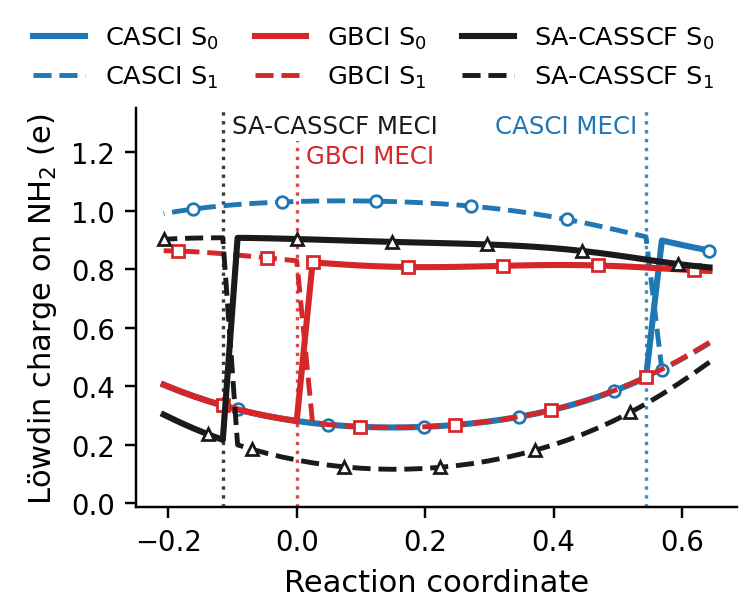 CASCI S₀ GBCI S₀ SA-CASSCF S₀
CASCI S₁ GBCI S₁ SA-CASSCF S₁
SA-CASSCF MECI CASCI MECI
GBCI MECI
Löwdin charge on NH₂ (e)
1.2
1.0
0.8
0.6
0.4
0.2
0.0
−0.2 0.0 0.2 0.4 0.6
Reaction coordinate